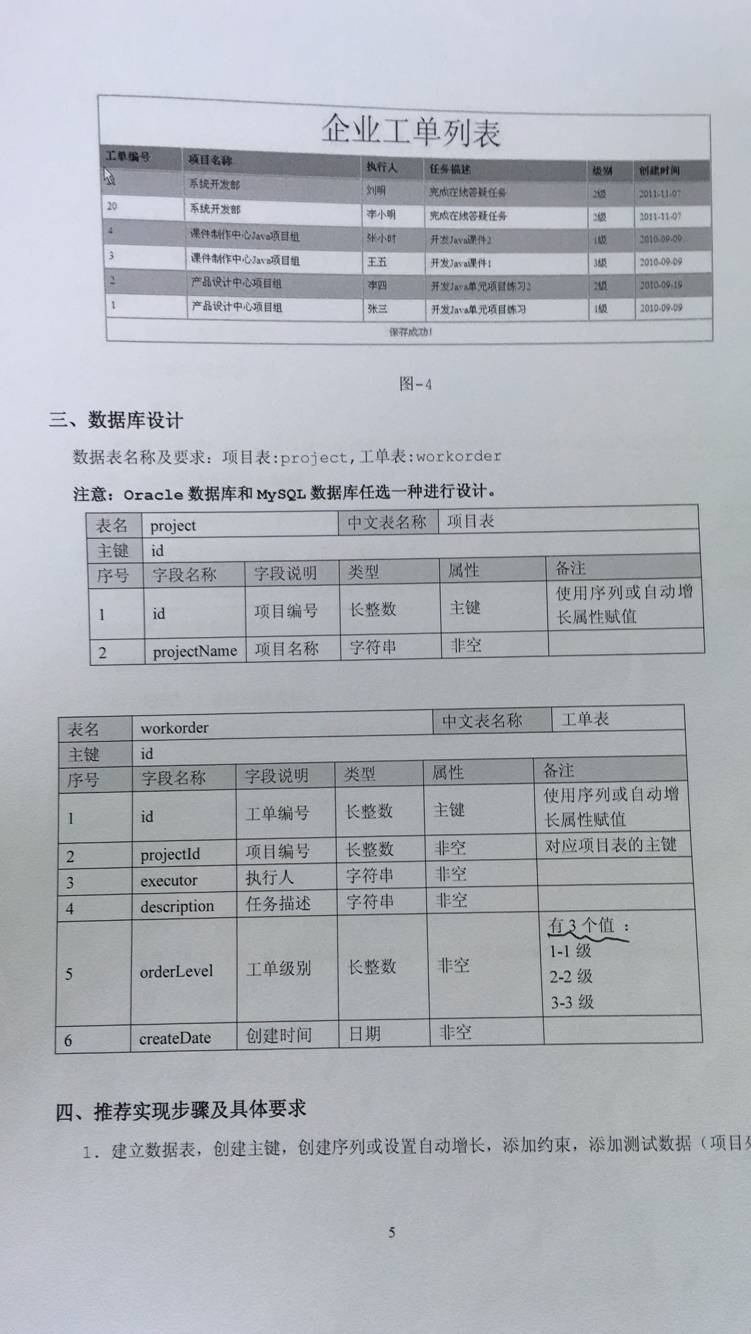 企业工单列表
工单编号 项目名称 执行人 任务描述 级别 创建时间
系统开发部 刘明 完成在线答疑任务 2级 2011-11-07
20 系统开发部 李小明 完成在线答疑任务 2级 2011-11-07
4 课件制作中心Java项目组 张小时 开发Java课件2 1级 2010-09-09
3 课件制作中心Java项目组 王五 开发Java课件1 3级 2010-09-09
2 产品设计中心项目组 李四 开发Java单元项目练习2 2级 2010-09-19
1 产品设计中心项目组 张三 开发Java单元项目练习 1级 2010-09-09
保存成功!
图-4
三、数据库设计
数据表名称及要求：项目表:project,工单表:workorder
注意：Oracle 数据库和 MySQL 数据库任选一种进行设计。
表名 project 中文表名称 项目表
主键 id
序号 字段名称 字段说明 类型 属性 备注
1 id 项目编号 长整数 主键 使用序列或自动增
长属性赋值
2 projectName 项目名称 字符串 非空
表名 workorder 中文表名称 工单表
主键 id
序号 字段名称 字段说明 类型 属性 备注
1 id 工单编号 长整数 主键 使用序列或自动增
长属性赋值
2 projectId 项目编号 长整数 非空 对应项目表的主键
3 executor 执行人 字符串 非空
4 description 任务描述 字符串 非空
5 orderLevel 工单级别 长整数 非空 有 3 个值 ：
1-1 级
2-2 级
3-3 级
6 createDate 创建时间 日期 非空
四、推荐实现步骤及具体要求
1. 建立数据表，创建主键，创建序列或设置自动增长，添加约束，添加测试数据（项目
5